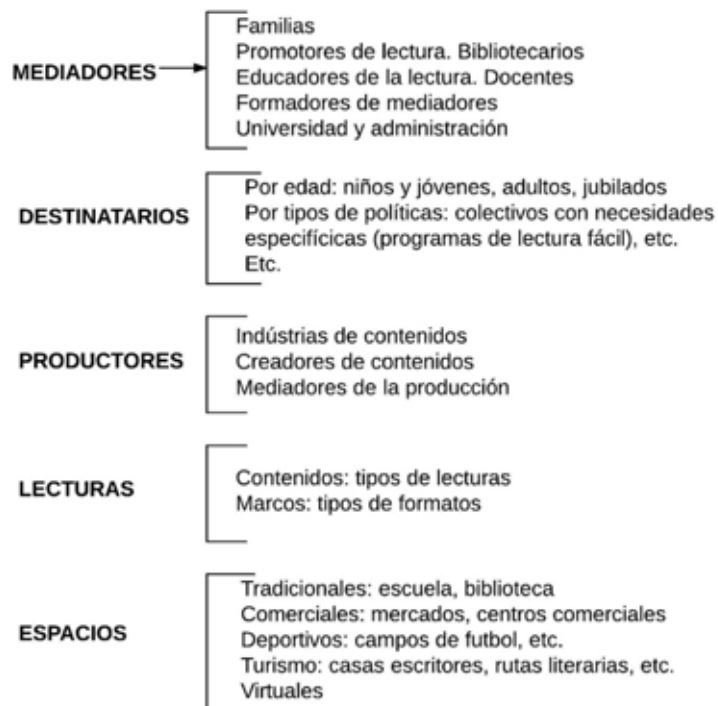 MEDIADORES
Familias
Promotores de lectura. Bibliotecarios
Educadores de la lectura. Docentes
Formadores de mediadores
Universidad y administración
DESTINATARIOS
Por edad: niños y jóvenes, adultos, jubilados
Por tipos de políticas: colectivos con necesidades
especifícicas (programas de lectura fácil), etc.
Etc.
PRODUCTORES
Indústrias de contenidos
Creadores de contenidos
Mediadores de la producción
LECTURAS
Contenidos: tipos de lecturas
Marcos: tipos de formatos
ESPACIOS
Tradicionales: escuela, biblioteca
Comerciales: mercados, centros comerciales
Deportivos: campos de futbol, etc.
Turismo: casas escritores, rutas literarias, etc.
Virtuales